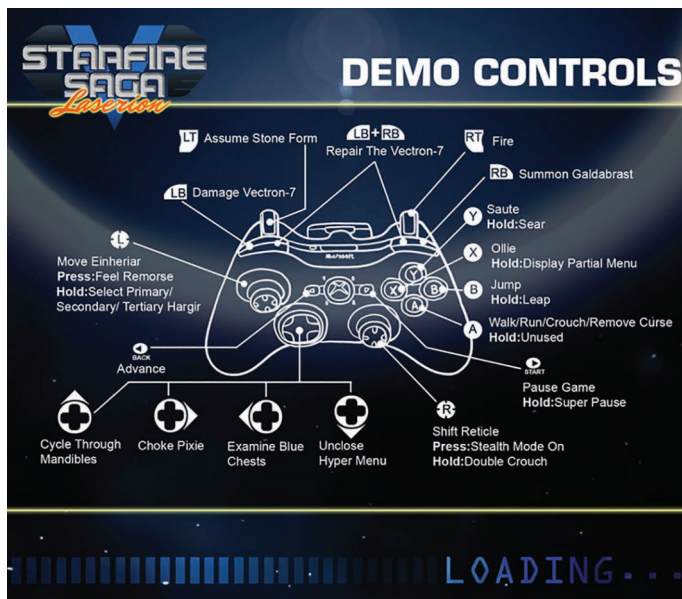 STARFIRE
SAGA
Laserion
V
DEMO CONTROLS
LT Assume Stone Form
LB+RB
Repair The Vectron-7
RT Fire
LB Damage Vectron-7
RB Summon Galdabrast
Y Saute
Hold:Sear
X Ollie
Hold:Display Partial Menu
B Jump
Hold:Leap
A Walk/Run/Crouch/Remove Curse
Hold:Unused
L
Move Einheriar
Press:Feel Remorse
Hold:Select Primary/
Secondary/ Tertiary Hargir
Y
X B
A
BACK
Advance
START
Pause Game
Hold:Super Pause
Cycle Through
Mandibles
Choke Pixie
Examine Blue
Chests
Unclose
Hyper Menu
R
Shift Reticle
Press:Stealth Mode On
Hold:Double Crouch
LOADING...